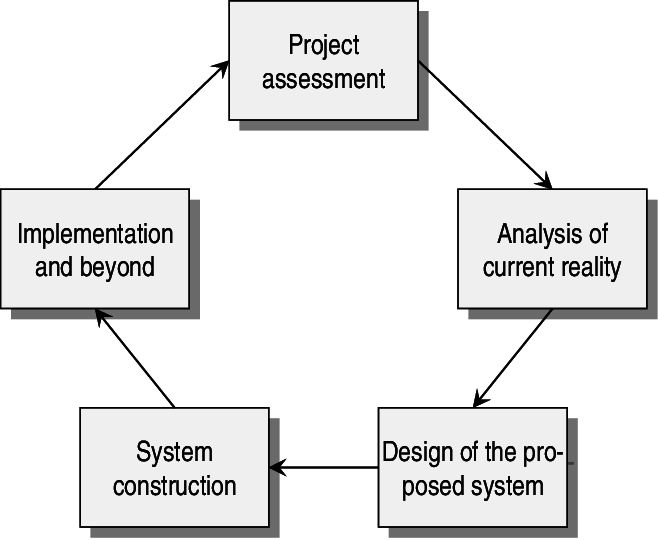 Project
assessment
Analysis of
current reality
Design of the pro-
posed system
System
construction
Implementation
and beyond